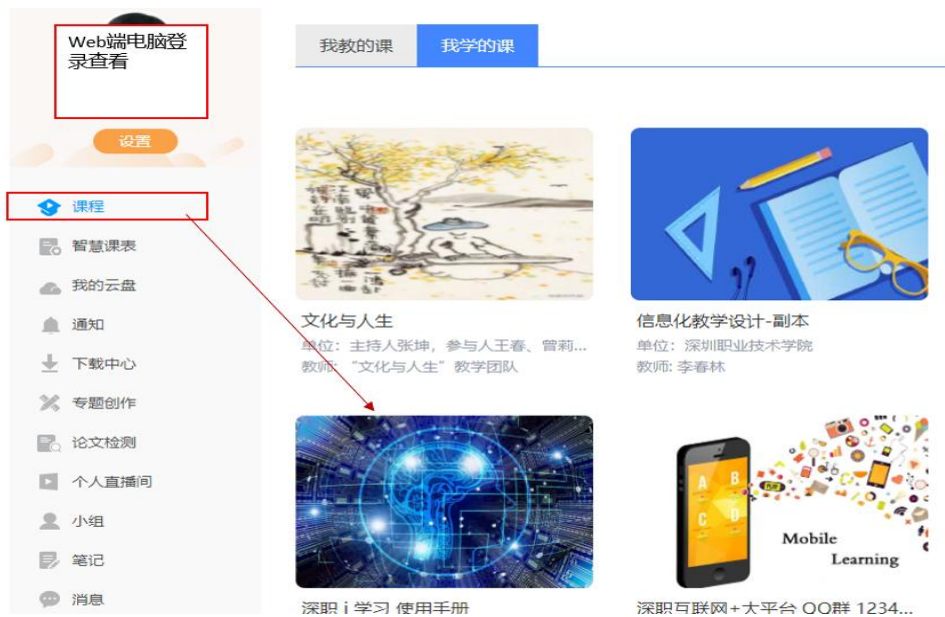 Web端电脑登
录查看
设置
课程
智慧课表
我的云盘
通知
下载中心
专题创作
论文检测
个人直播间
小组
笔记
消息
我教的课
我学的课
文化与人生
单位：主持人张坤，参与人王春、曾莉...
教师：“文化与人生”教学团队
信息化教学设计-副本
单位：深圳职业技术学院
教师: 李春林
深职 i 学习 使用手册
A B
C D
Mobile
Learning
深职互联网+大平台 QQ群 1234...